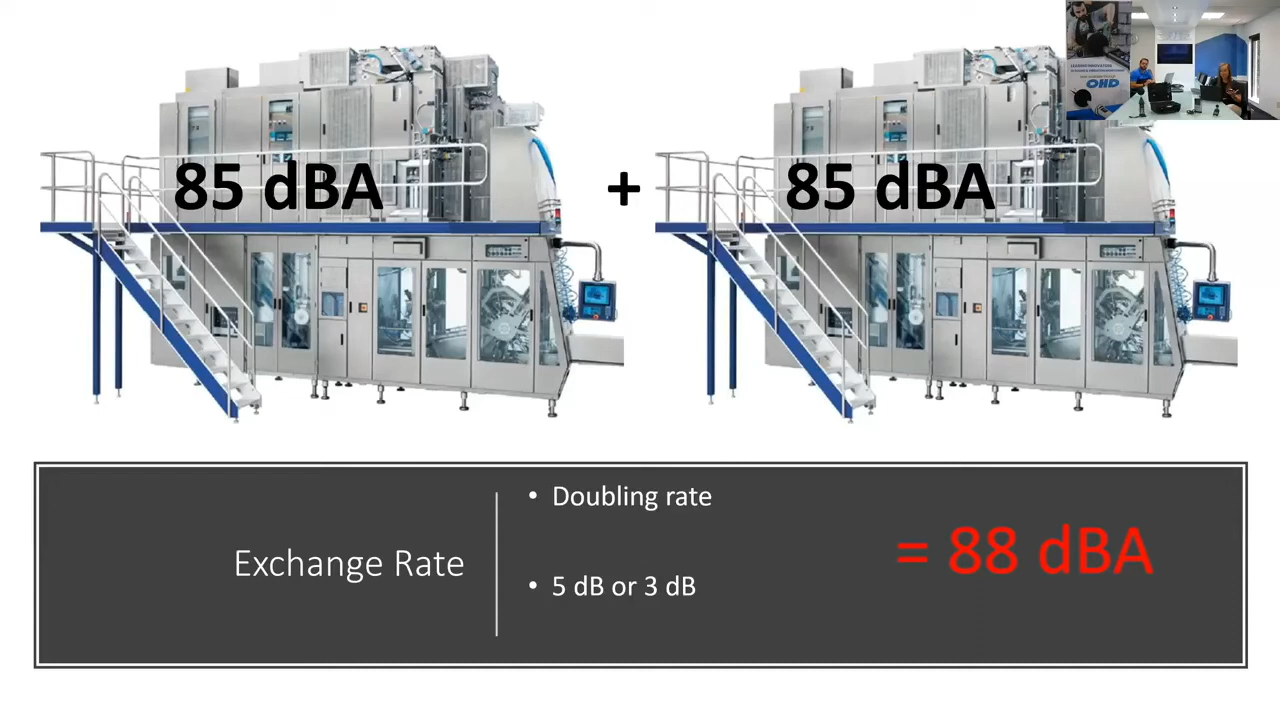 85 dBA + 85 dBA
Exchange Rate
• Doubling rate
• 5 dB or 3 dB
= 88 dBA
OHD